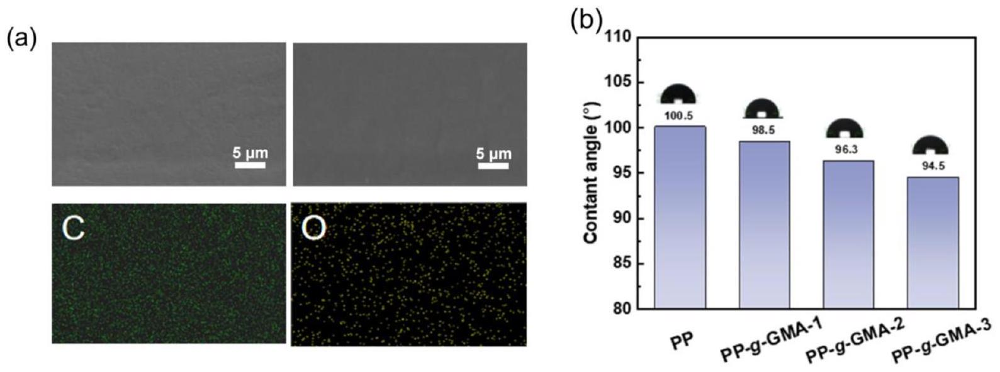 (a)
5 μm
5 μm
C
O
(b)
110
105
100
95
90
85
80
Contant angle (°)
100.5
98.5
96.3
94.5
PP
PP-g-GMA-1
PP-g-GMA-2
PP-g-GMA-3